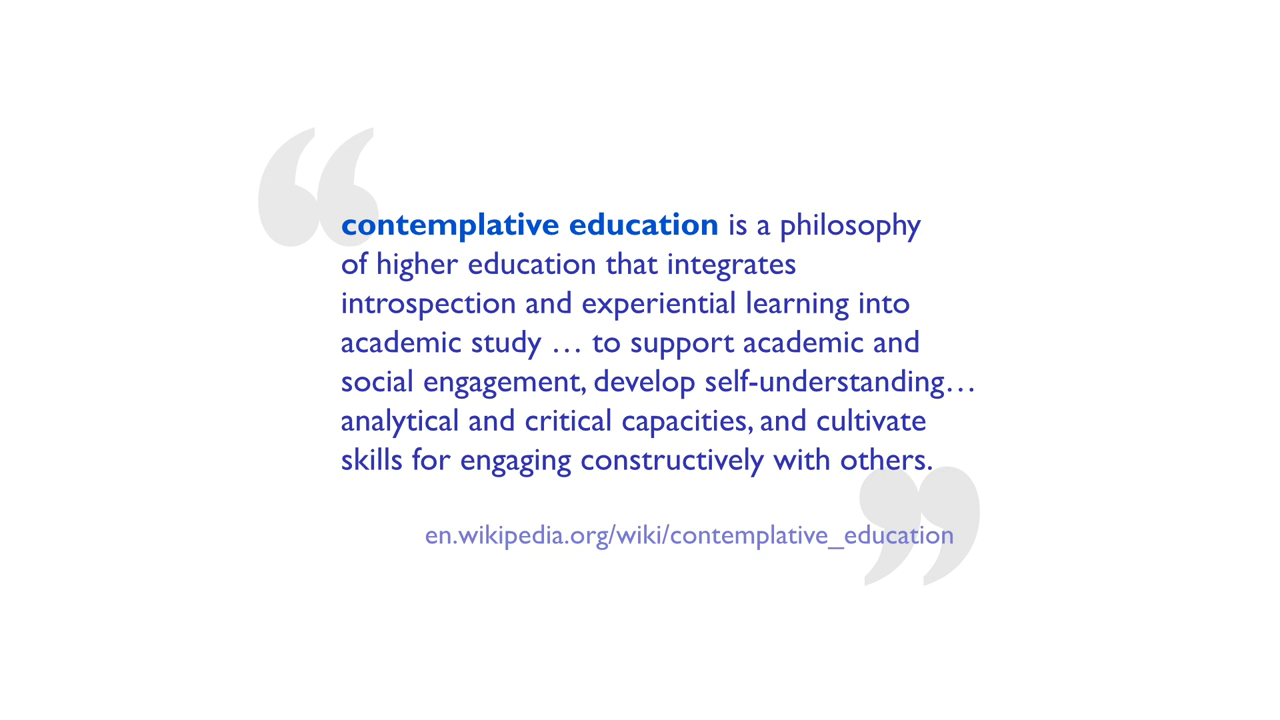 contemplative education is a philosophy
of higher education that integrates
introspection and experiential learning into
academic study … to support academic and
social engagement, develop self-understanding…
analytical and critical capacities, and cultivate
skills for engaging constructively with others.
en.wikipedia.org/wiki/contemplative_education